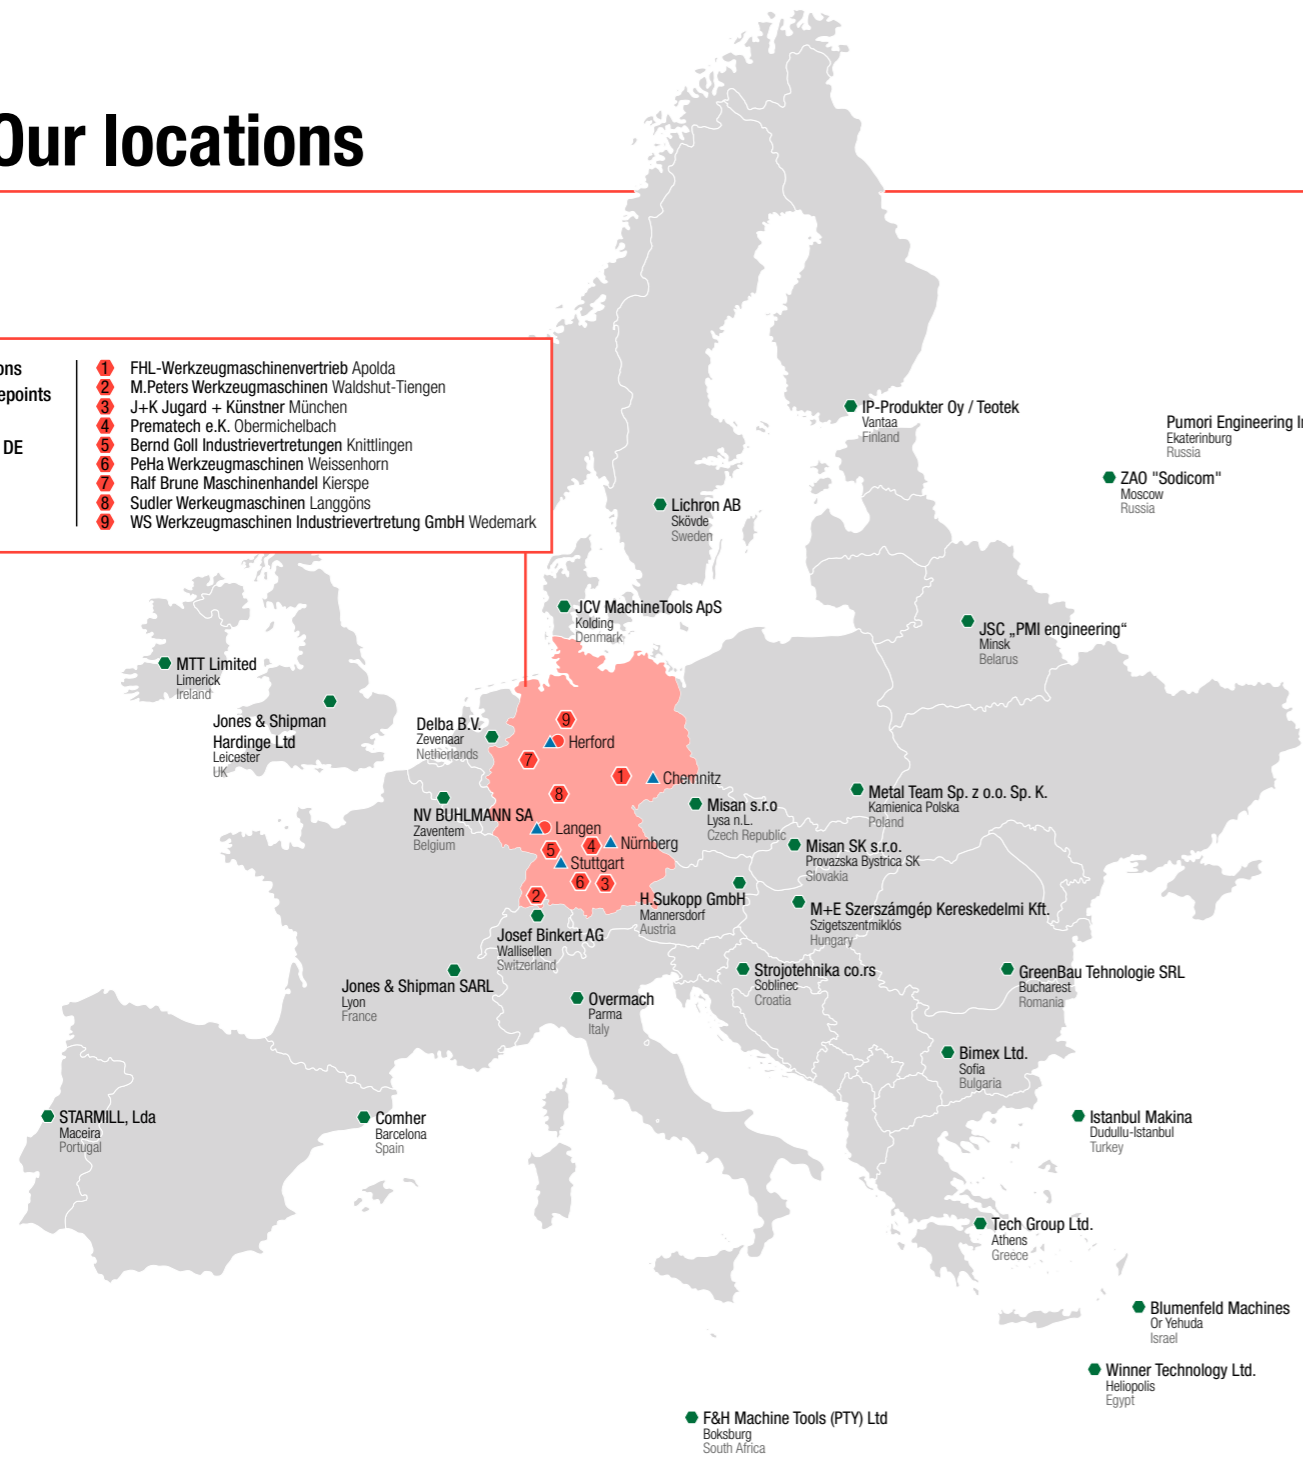 Our locations
ons
epoints
DE
1 FHL-Werkzeugmaschinenvertrieb Apolda
2 M.Peters Werkzeugmaschinen Waldshut-Tiengen
3 J+K Jugard + Künstner München
4 Prematech e.K. Obermichelbach
5 Bernd Goll Industrievertretungen Knittlingen
6 PeHa Werkzeugmaschinen Weissenhorn
7 Ralf Brune Maschinenhandel Kierspe
8 Sudler Werkeugmaschinen Langgöns
9 WS Werkzeugmaschinen Industrievertretung GmbH Wedemark
IP-Produkter Oy / Teotek
Vantaa
Finland
Pumori Engineering In
Ekaterinburg
Russia
ZAO "Sodicom"
Moscow
Russia
Lichron AB
Skövde
Sweden
JCV MachineTools ApS
Kolding
Denmark
JSC „PMI engineering“
Minsk
Belarus
MTT Limited
Limerick
Ireland
Jones & Shipman
Hardinge Ltd
Leicester
UK
Delba B.V.
Zevenaar
Netherlands
9
Herford
7
1
Chemnitz
8
NV BUHLMANN SA
Zaventem
Belgium
Langen
5
4
Nürnberg
Stuttgart
6
3
2
Misan s.r.o
Lysa n.L.
Czech Republic
Metal Team Sp. z o.o. Sp. K.
Kamienica Polska
Poland
Misan SK s.r.o.
Provazska Bystrica SK
Slovakia
H.Sukopp GmbH
Mannersdorf
Austria
M+E Szerszámgép Kereskedelmi Kft.
Szigetszentmiklós
Hungary
Josef Binkert AG
Wallisellen
Switzerland
Jones & Shipman SARL
Lyon
France
Overmach
Parma
Italy
Strojotehnika co.rs
Soblinec
Croatia
GreenBau Tehnologie SRL
Bucharest
Romania
Bimex Ltd.
Sofia
Bulgaria
STARMILL, Lda
Maceira
Portugal
Comher
Barcelona
Spain
Istanbul Makina
Dudullu-Istanbul
Turkey
Tech Group Ltd.
Athens
Greece
Blumenfeld Machines
Or Yehuda
Israel
Winner Technology Ltd.
Heliopolis
Egypt
F&H Machine Tools (PTY) Ltd
Boksburg
South Africa